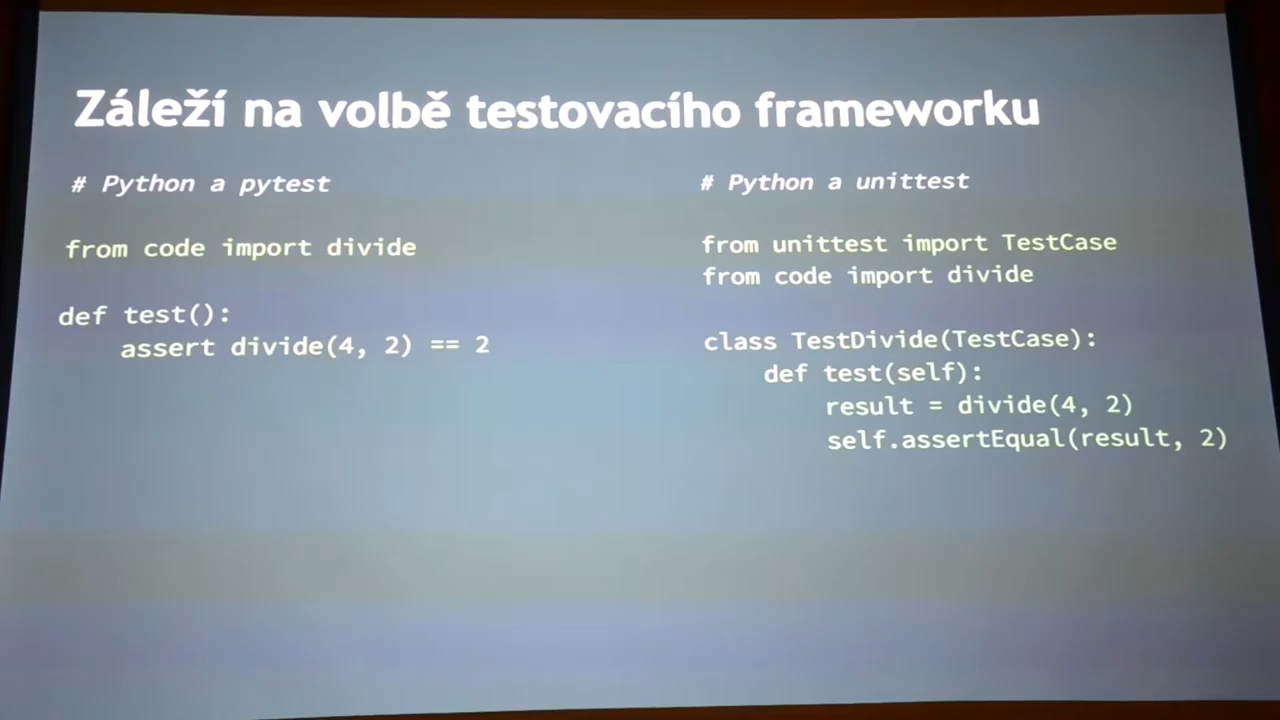 Záleží na volbě testovacího frameworku
# Python a pytest
from code import divide
def test():
    assert divide(4, 2) == 2
# Python a unittest
from unittest import TestCase
from code import divide
class TestDivide(TestCase):
    def test(self):
        result = divide(4, 2)
        self.assertEqual(result, 2)